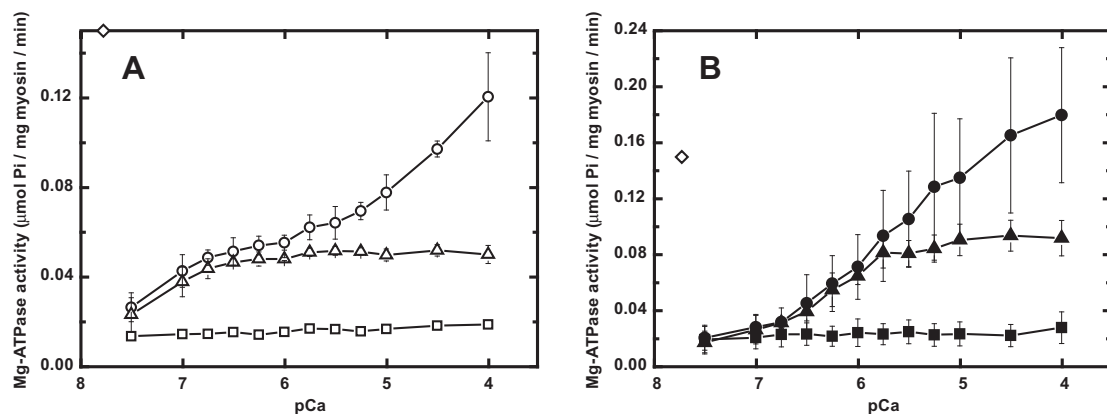 A
Mg-ATPase activity (μmol Pi / mg myosin / min)
0.12
0.08
0.04
0.00
8 7 6 5 4
pCa
B
Mg-ATPase activity (μmol Pi / mg myosin / min)
0.24
0.20
0.16
0.12
0.08
0.04
0.00
8 7 6 5 4
pCa